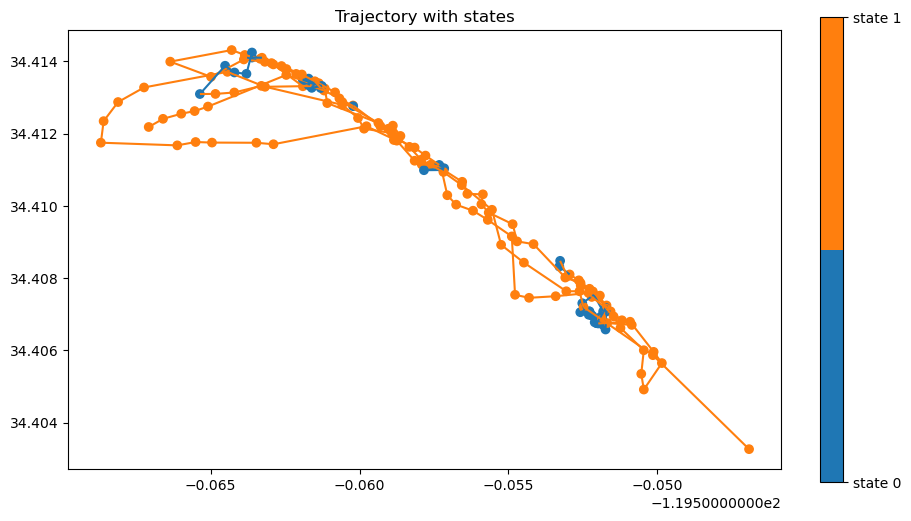 Trajectory with states
state 1
34.414
34.412
34.410
34.408
34.406
34.404
state 0
−0.065 −0.060 −0.055 −0.050
−1.1950000000e2